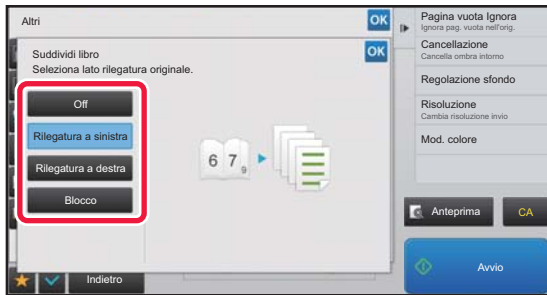 Altri
OK
Suddividi libro
OK
Seleziona lato rilegatura originale.
Off
Rilegatura a sinistra
Rilegatura a destra
Blocco
6 7 9
Indietro
Pagina vuota Ignora
Ignora pag. vuota nell'orig.
Cancellazione
Cancella ombra intorno
Regolazione sfondo
Risoluzione
Cambia risoluzione invio
Mod. colore
Anteprima
CA
Avvio